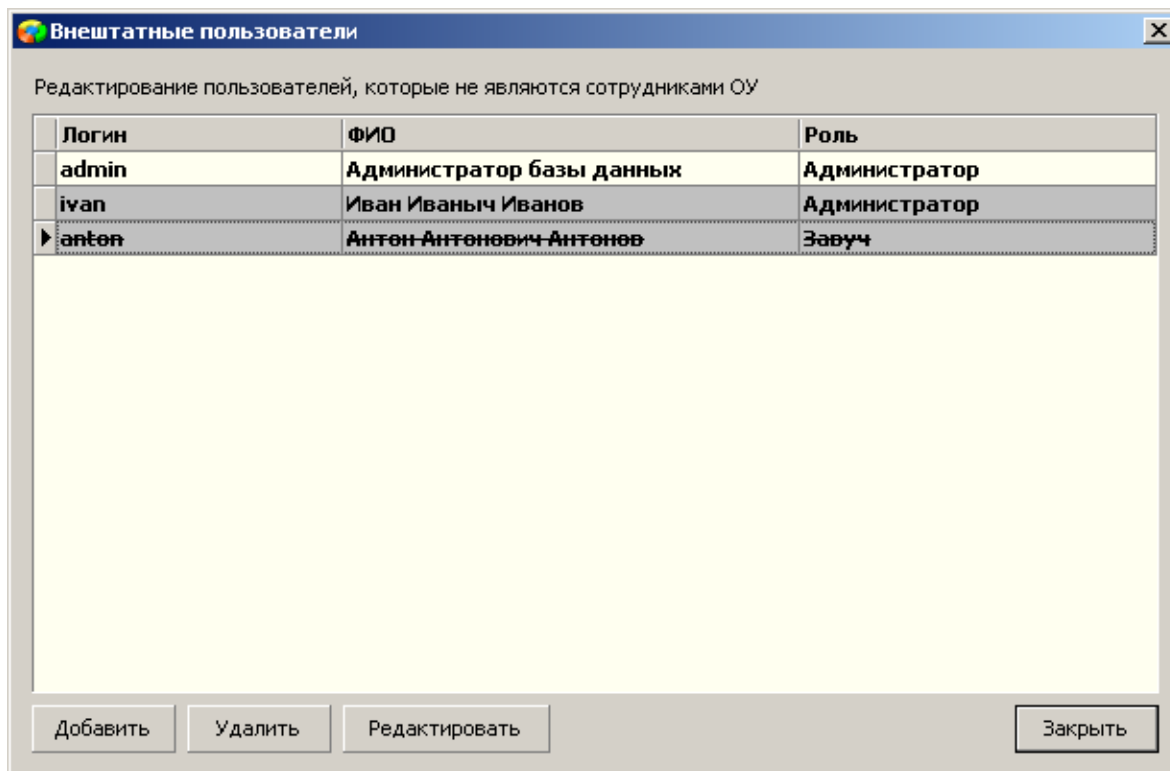 Внештатные пользователи
Редактирование пользователей, которые не являются сотрудниками ОУ
Логин ФИО Роль
admin Администратор базы данных Администратор
ivan Иван Иваныч Иванов Администратор
anton Антон Антонович Антонов Завуч
Добавить Удалить Редактировать Закрыть